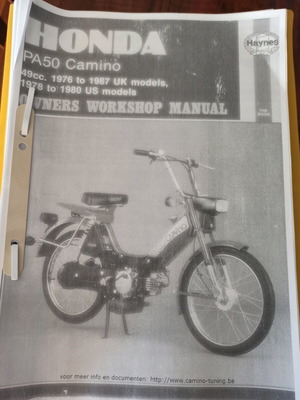 HONDA
PA50 Camino
49cc. 1976 to 1987 UK models,
1978 to 1980 US models
OWNERS WORKSHOP MANUAL
Haynes
voor meer info en documenten: http://www.camino-tuning.be